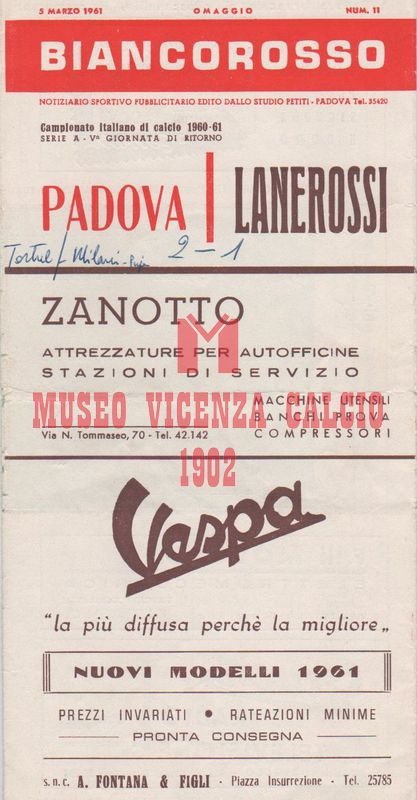 5 MARZO 1961 OMAGGIO NUM. 11
BIANCOROSSO
NOTIZIARIO SPORTIVO PUBBLICITARIO EDITO DALLO STUDIO PETITI - PADOVA Tel. 35420
Campionato italiano di calcio 1960-61
SERIE A - Vª GIORNATA DI RITORNO
PADOVA | LANEROSSI
Tortul / Milani - 2-1
ZANOTTO
ATTREZZATURE PER AUTOFFICINE
STAZIONI DI SERVIZIO
MACCHINE UTENSILI
BANCHI PROVA
COMPRESSORI
Via N. Tommaseo, 70 - Tel. 42.142
M
MUSEO VICENZA CALCIO
1902
Vespa
"la più diffusa perchè la migliore„
NUOVI MODELLI 1961
PREZZI INVARIATI • RATEAZIONI MINIME
PRONTA CONSEGNA
s.n.c. A. FONTANA & FIGLI - Piazza Insurrezione - Tel. 25785